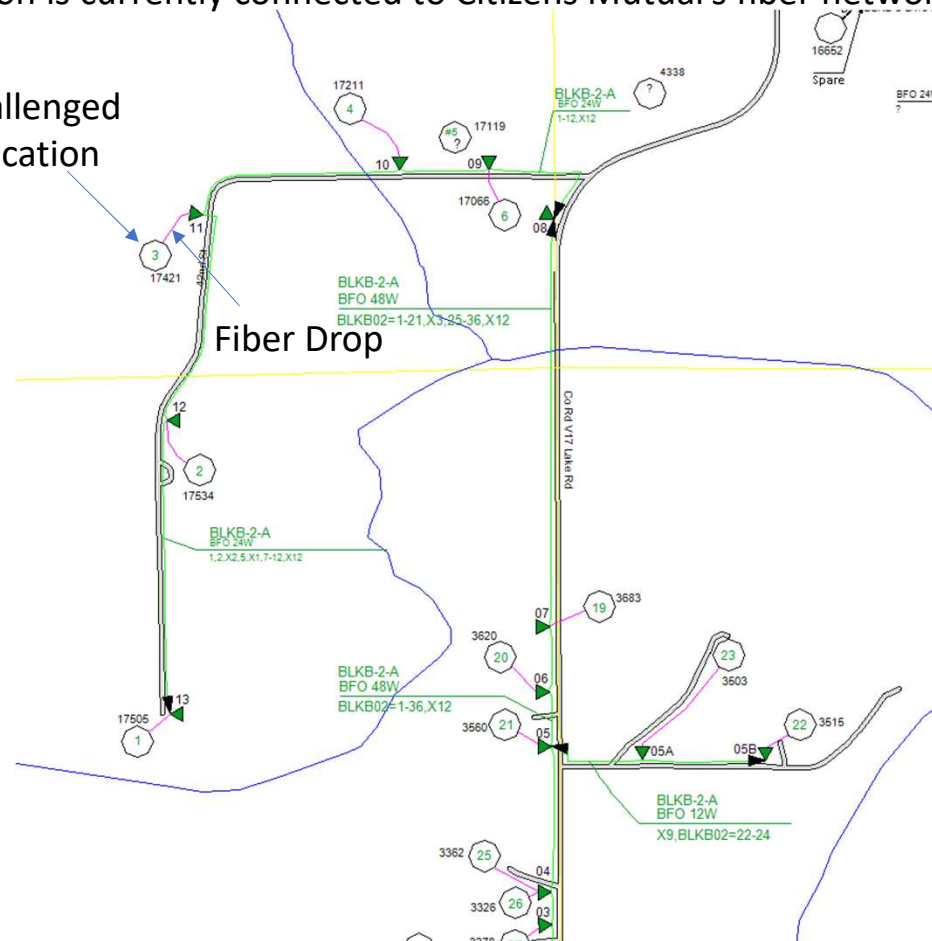 on is currently connected to Citizens Mutual's fiber networ
16652
Spare
BFO 24W
?
4338
?
17211
4
BLKB-2-A
BFO 24W
1-12,X12
#5
?
17119
allenged
cation
10
09
17066
6
08
11
3
17421
42nd St
BLKB-2-A
BFO 48W
BLKB02=1-21,X3,25-36,X12
Fiber Drop
12
2
17534
Co Rd V17 Lake Rd
BLKB-2-A
BFO 24W
1,2,X2,5,X1,7-12,X12
07
19
3683
3620
20
06
23
3503
BLKB-2-A
BFO 48W
BLKB02=1-36,X12
13
17505
1
3560
21
05
05A
05B
22
3515
BLKB-2-A
BFO 12W
X9,BLKB02=22-24
3362
25
04
3326
26
03